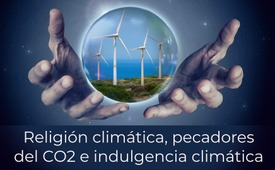 Religión climática, pecadores
del CO2 e indulgencia climática